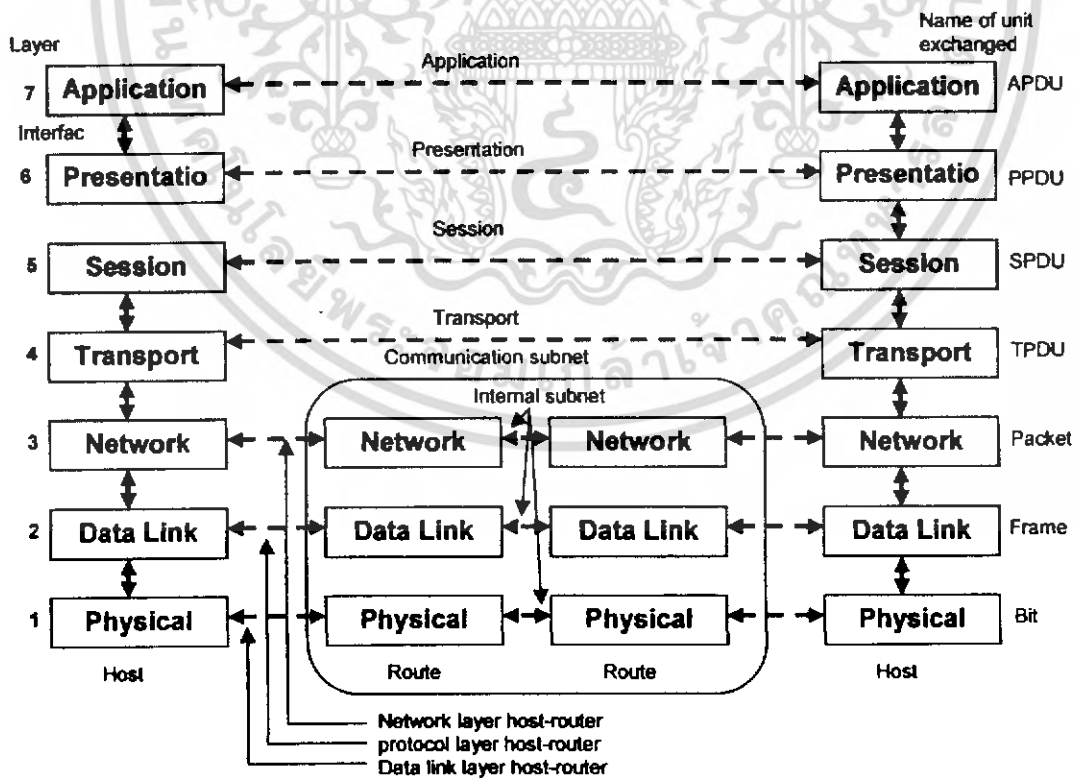 Layer
Name of unit
exchanged
7
Application
Application
Application
APDU
Interfac
6
Presentatio
Presentation
Presentatio
PPDU
5
Session
Session
Session
SPDU
4
Transport
Transport
Transport
TPDU
Communication subnet
Internal subnet
3
Network
Network
Network
Network
Packet
2
Data Link
Data Link
Data Link
Data Link
Frame
1
Physical
Physical
Physical
Physical
Bit
Host
Route
Route
Host
Network layer host-router
protocol layer host-router
Data link layer host-router